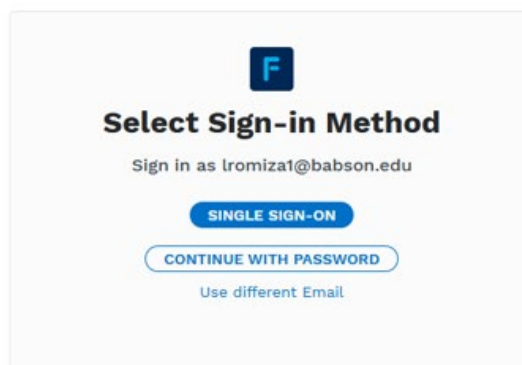 F
Select Sign-in Method
Sign in as lromiza1@babson.edu
SINGLE SIGN-ON
CONTINUE WITH PASSWORD
Use different Email